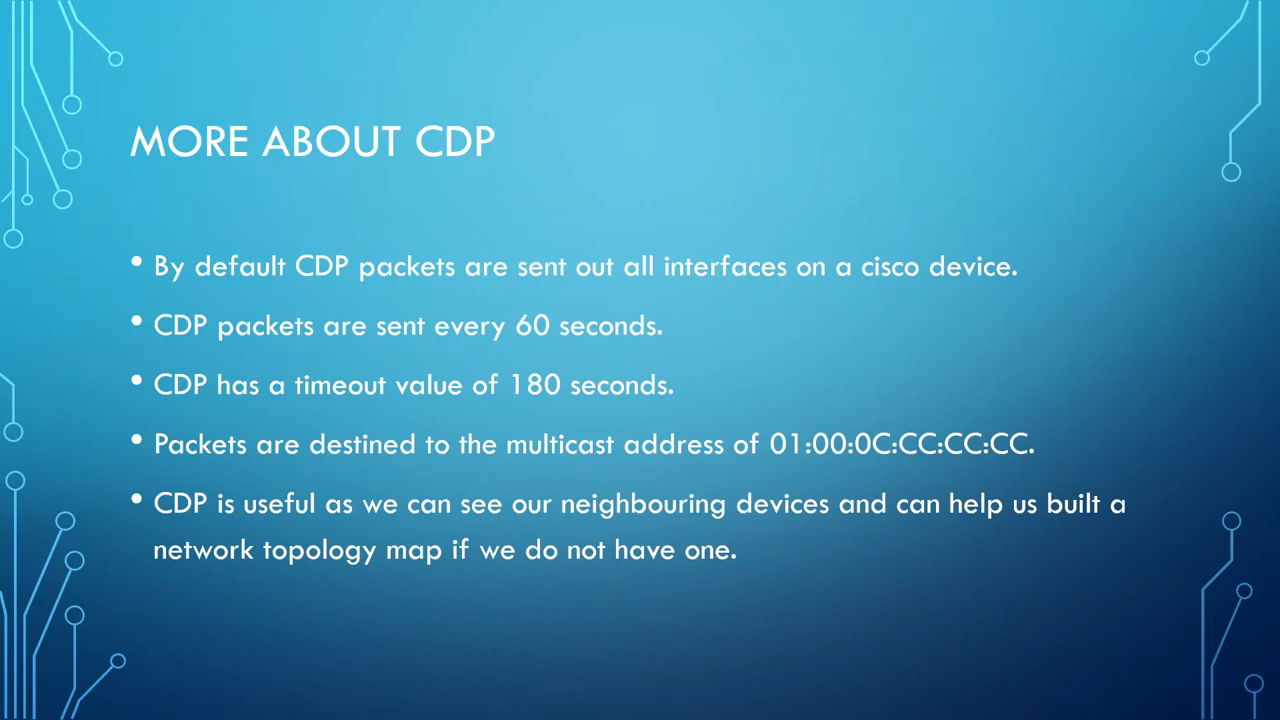 MORE ABOUT CDP
• By default CDP packets are sent out all interfaces on a cisco device.
• CDP packets are sent every 60 seconds.
• CDP has a timeout value of 180 seconds.
• Packets are destined to the multicast address of 01:00:0C:CC:CC:CC.
• CDP is useful as we can see our neighbouring devices and can help us built a
network topology map if we do not have one.